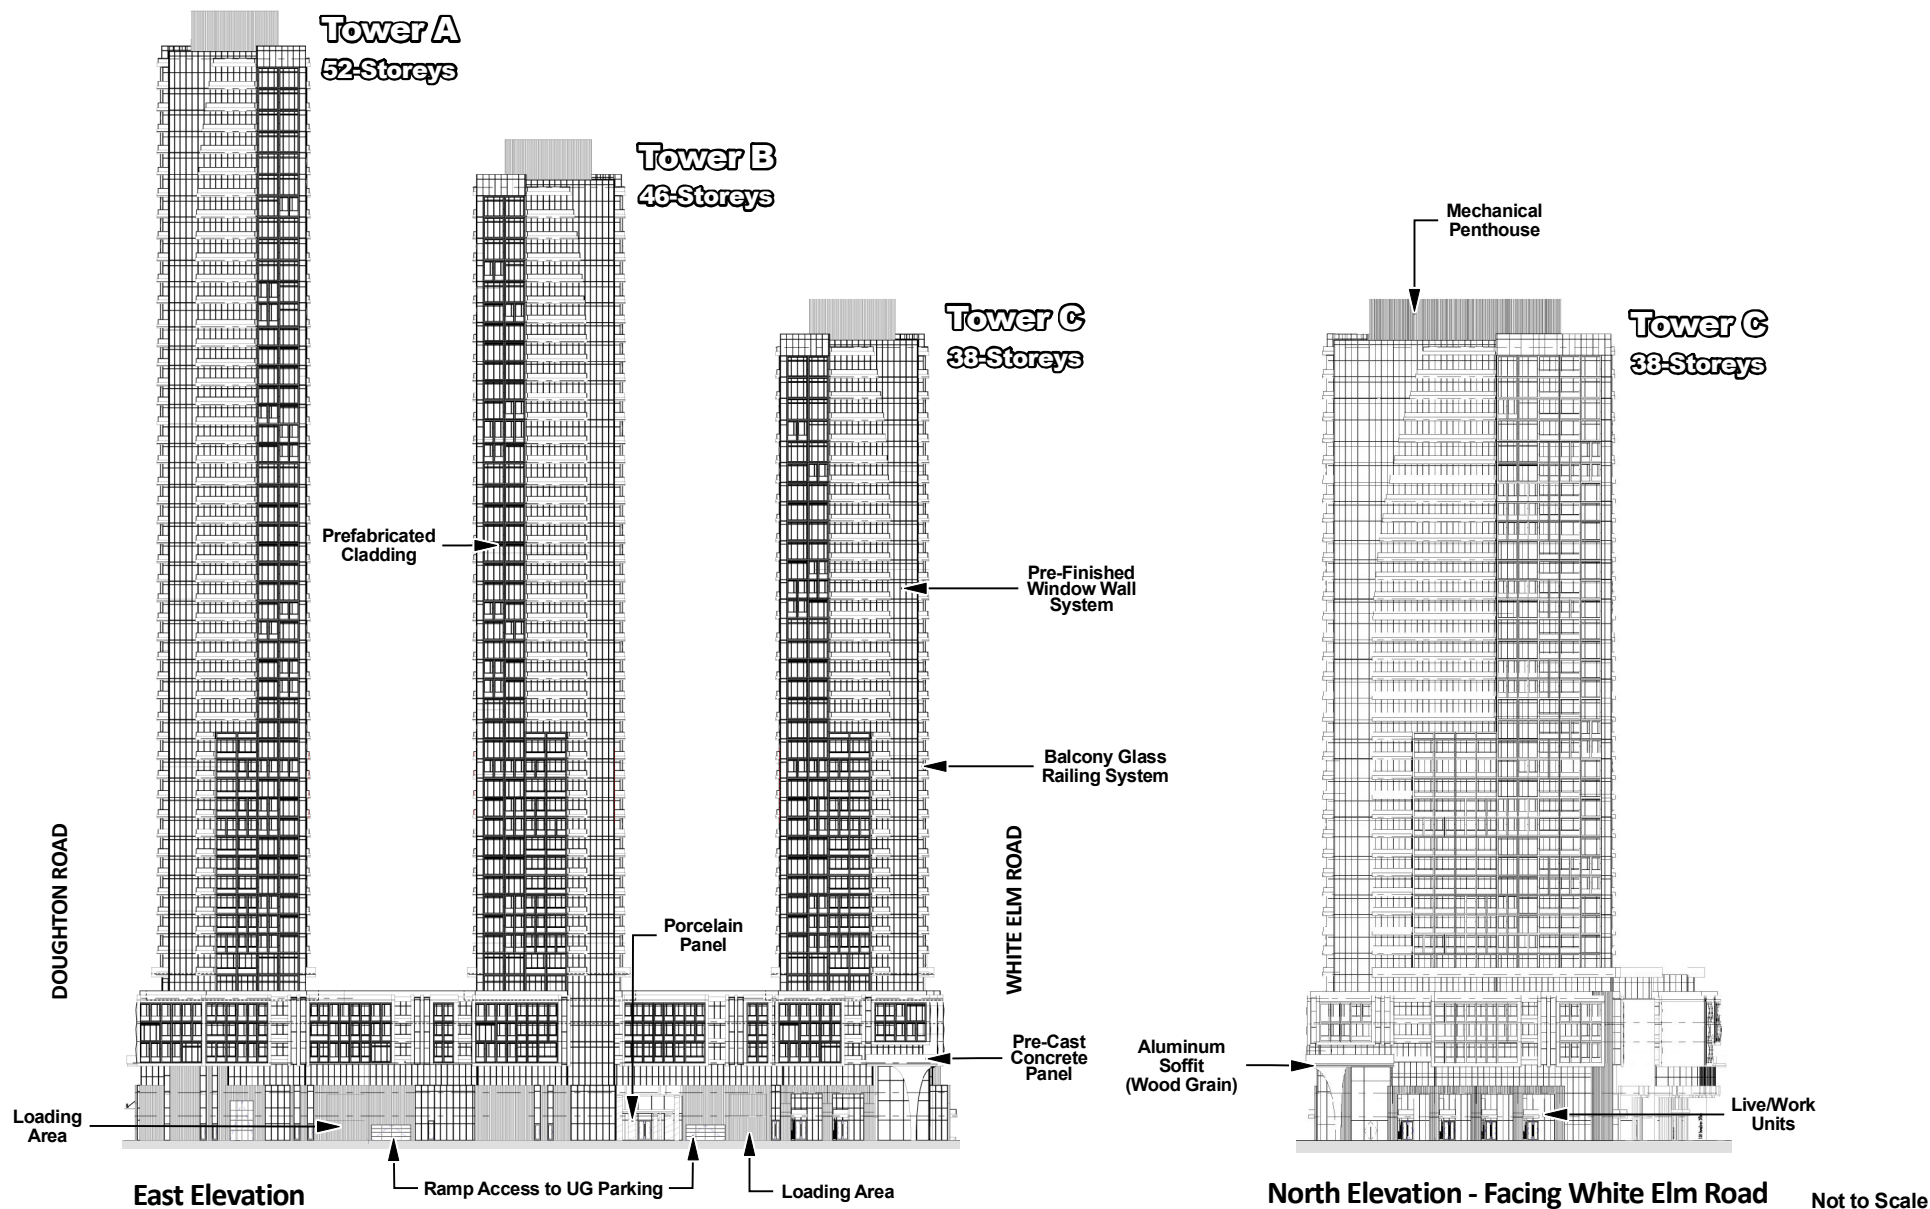 Tower A
52-Storeys
Tower B
46-Storeys
Tower C
38-Storeys
Mechanical
Penthouse
Tower C
38-Storeys
Prefabricated
Cladding
Pre-Finished
Window Wall
System
Balcony Glass
Railing System
DOUGHTON ROAD
WHITE ELM ROAD
Porcelain
Panel
Pre-Cast
Concrete
Panel
Aluminum
Soffit
(Wood Grain)
Loading
Area
Live/Work
Units
Ramp Access to UG Parking
Loading Area
East Elevation
North Elevation - Facing White Elm Road
Not to Scale